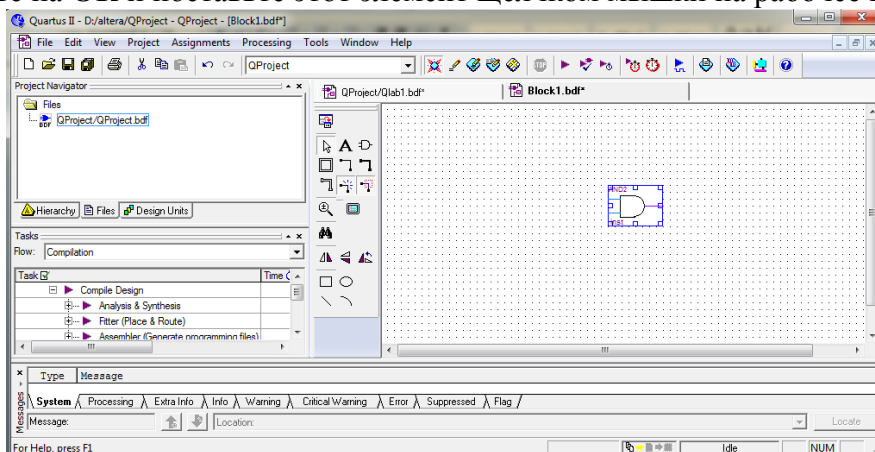 Quartus II - D:/altera/QProject - QProject - [Block1.bdf*]
File Edit View Project Assignments Processing Tools Window Help
QProject
Project Navigator
QProject/Qlab1.bdf*
Block1.bdf*
Files
BDF QProject/QProject.bdf
AND2
Hierarchy Files Design Units
Tasks
Flow: Compilation
Task Time
Compile Design
Analysis & Synthesis
Fitter (Place & Route)
Assembler (Generate programming files)
Type Message
Messages
System Processing Extra Info Info Warning Critical Warning Error Suppressed Flag
Message: Location: Locate
For Help, press F1 Idle NUM